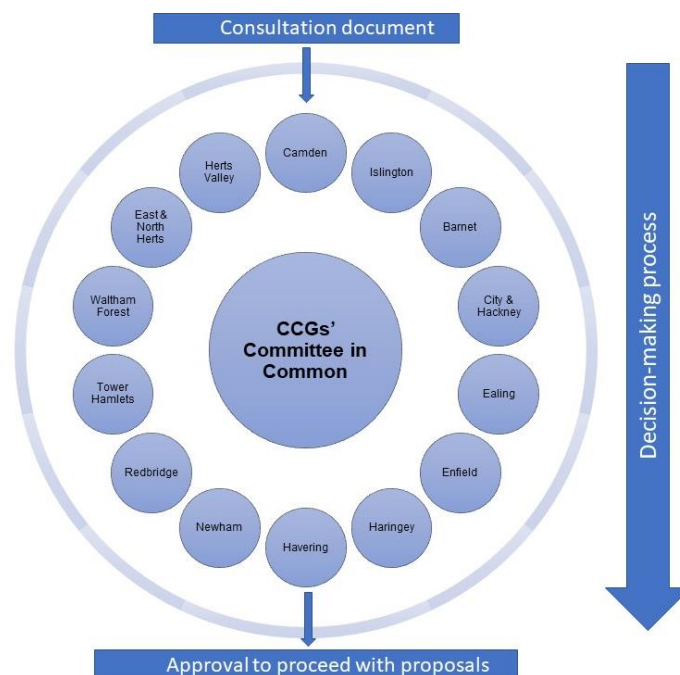 Consultation document
Camden
Islington
Barnet
City &
Hackney
Ealing
Enfield
Haringey
Havering
Newham
Redbridge
Tower
Hamlets
Waltham
Forest
East &
North
Herts
Herts
Valley
CCGs’
Committee in
Common
Approval to proceed with proposals
Decision-making process